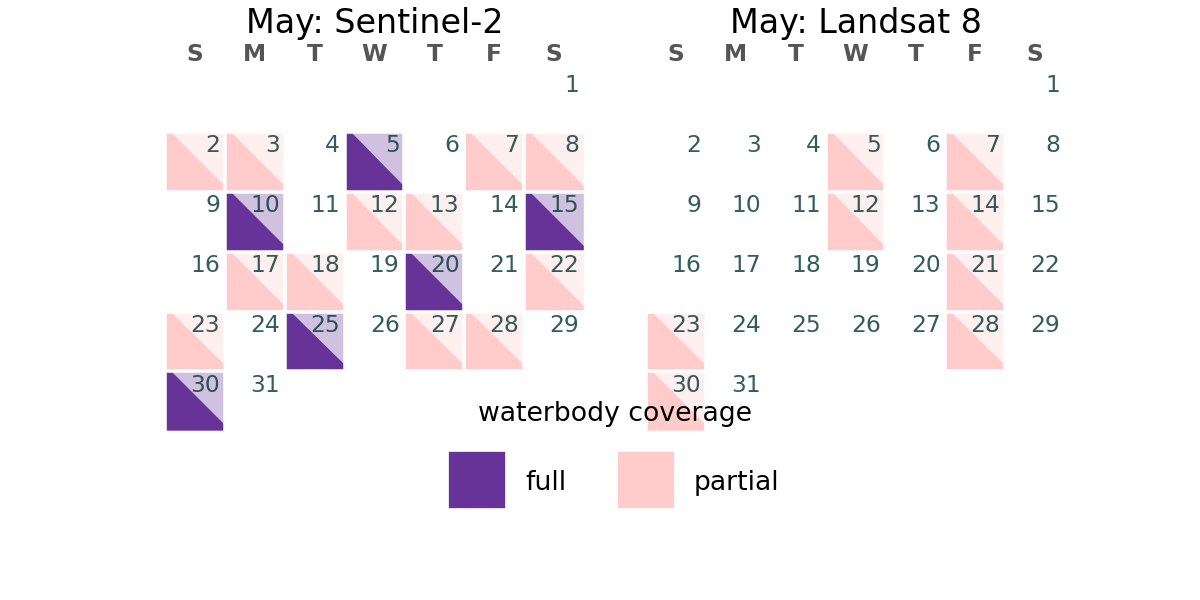 May: Sentinel-2
S M T W T F S
1
2 3 4 5 6 7 8
9 10 11 12 13 14 15
16 17 18 19 20 21 22
23 24 25 26 27 28 29
30 31
May: Landsat 8
S M T W T F S
1
2 3 4 5 6 7 8
9 10 11 12 13 14 15
16 17 18 19 20 21 22
23 24 25 26 27 28 29
30 31
waterbody coverage
full
partial